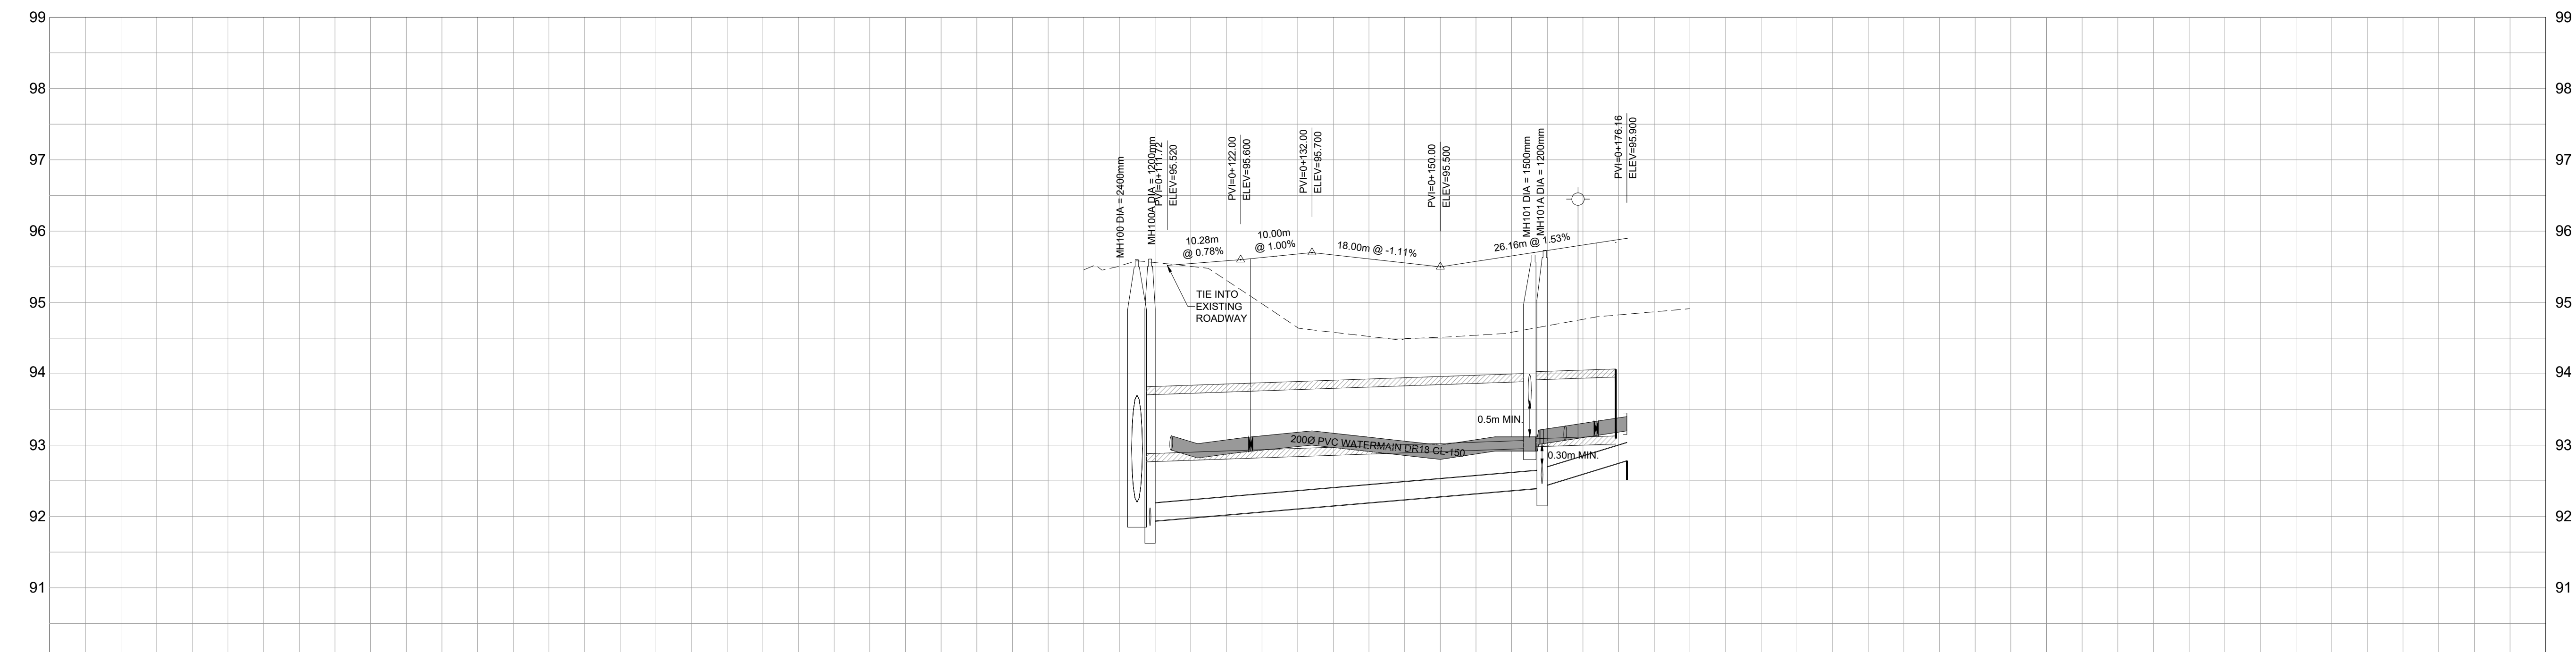 99
99
98
98
97
97
96
96
95
95
94
94
93
93
92
92
91
91
MH100 DIA = 2400mm
MH100A DIA = 1200mm
PVI=0+111.72
ELEV=95.520
PVI=0+122.00
ELEV=95.600
PVI=0+132.00
ELEV=95.700
PVI=0+150.00
ELEV=95.500
MH101 DIA = 1500mm
MH101A DIA = 1200mm
PVI=0+176.16
ELEV=95.900
10.28m
@ 0.78%
10.00m
@ 1.00%
18.00m @ -1.11%
26.16m @ 1.53%
TIE INTO
EXISTING
ROADWAY
0.5m MIN.
200Ø PVC WATERMAIN DR18 CL-150
0.30m MIN.